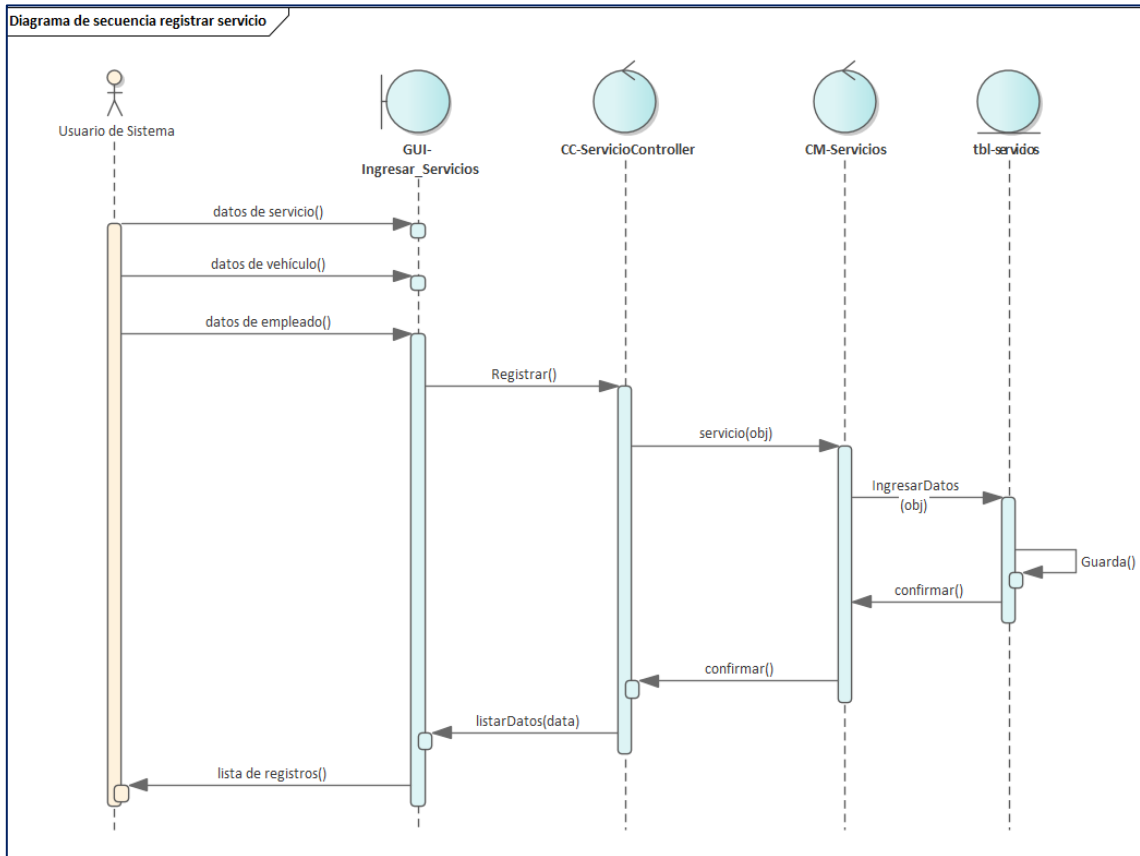 Diagrama de secuencia registrar servicio
Usuario de Sistema
GUI-
Ingresar_Servicios
CC-ServicioController
CM-Servicios
tbl-servicios
datos de servicio()
datos de vehículo()
datos de empleado()
Registrar()
servicio(obj)
IngresarDatos
(obj)
Guarda()
confirmar()
confirmar()
listarDatos(data)
lista de registros()